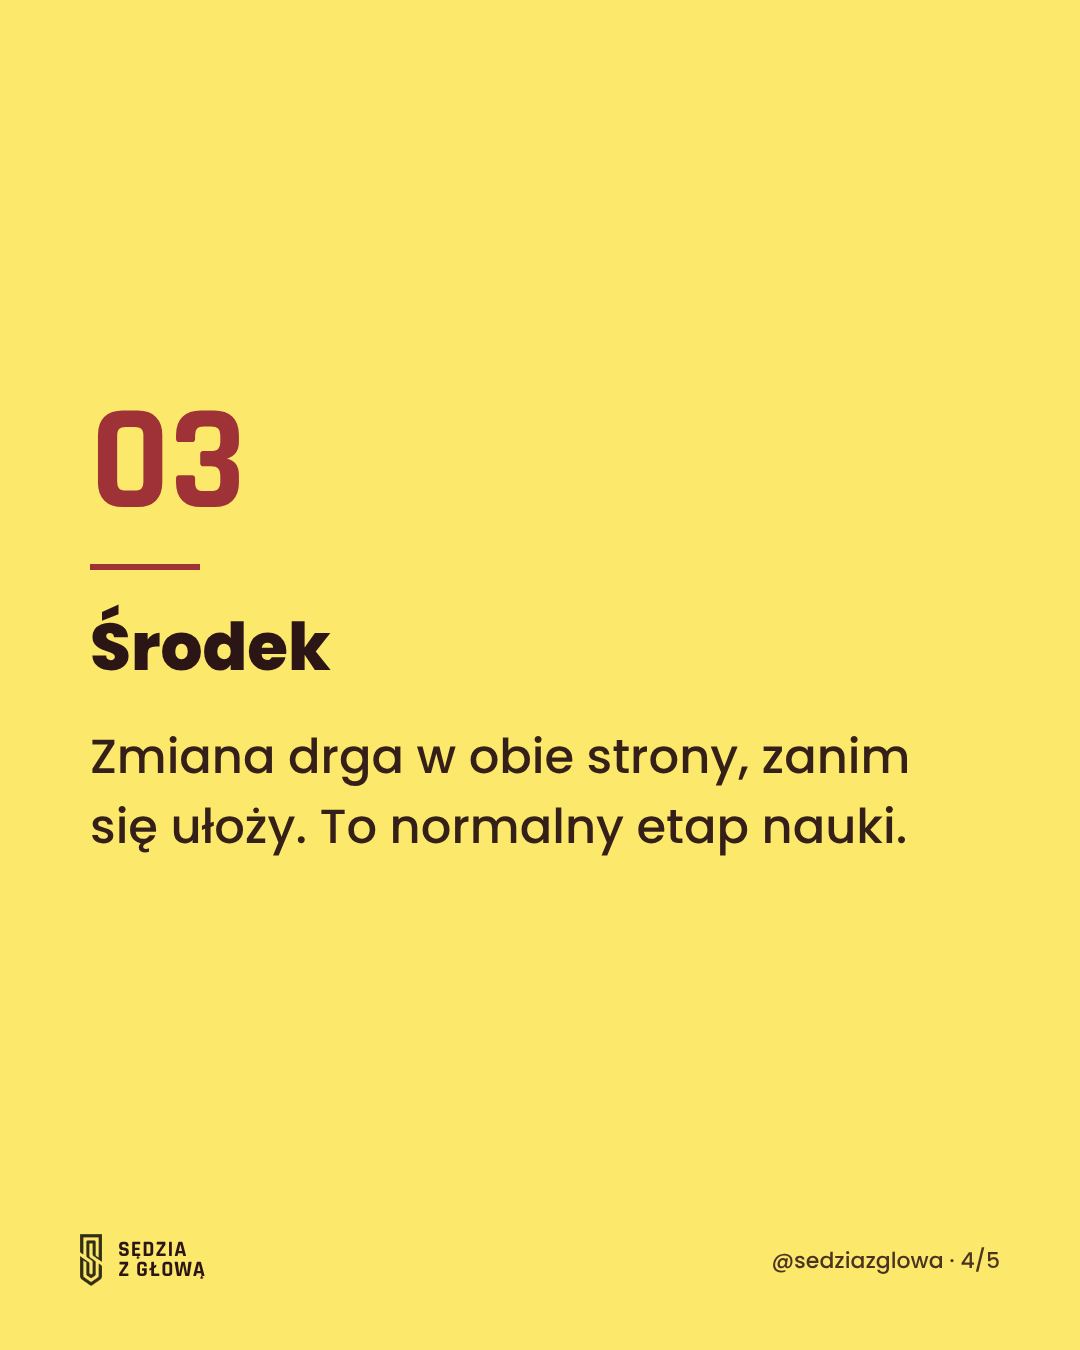 03
Środek
Zmiana drga w obie strony, zanim
się ułoży. To normalny etap nauki.
SĘDZIA
Z GŁOWĄ
@sedziazglowa · 4/5